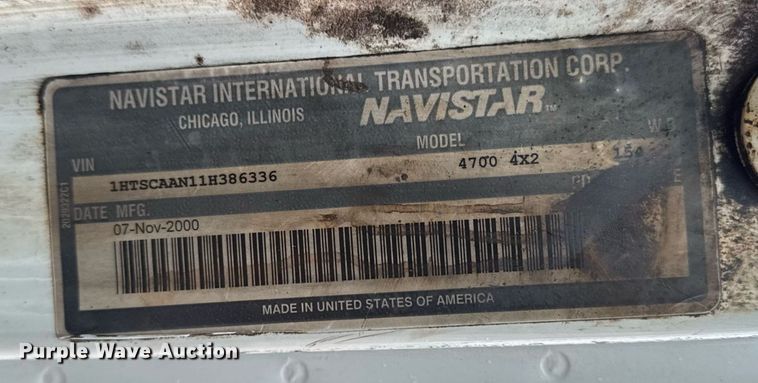 NAVISTAR INTERNATIONAL TRANSPORTATION CORP.
CHICAGO, ILLINOIS NAVISTAR™
VIN MODEL W.B.
1HTSCAAN11H386336 4700 4X2
DATE MFG.
07-Nov-2000
MADE IN UNITED STATES OF AMERICA
Purple Wave Auction